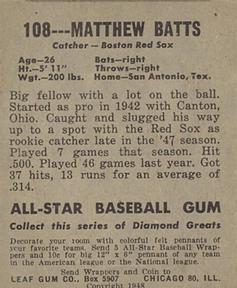 108---MATTHEW BATTS
Catcher — Boston Red Sox
Age—26 Bats—right
Ht.-5' 11" Throws—right
Wgt.—200 lbs. Home—San Antonio, Tex.
Big fellow with a lot on the ball.
Started as pro in 1942 with Canton,
Ohio. Caught and slugged his way
up to a spot with the Red Sox as
rookie catcher late in the '47 season.
Played 7 games that season. Hit
.500. Played 46 games last year. Got
37 hits, 13 runs for an average of
.314.
ALL-STAR BASEBALL GUM
Collect this series of Diamond Greats
Decorate your room with colorful felt pennants of
your favorite teams. Send 5 All-Star Baseball Wrap-
pers and 10c for big 12" x 6" pennant of any team
in the American league or the National league.
Send Wrappers and Coin to
LEAF GUM CO., Box 5907 CHICAGO 80, ILL.
Copyright 1948